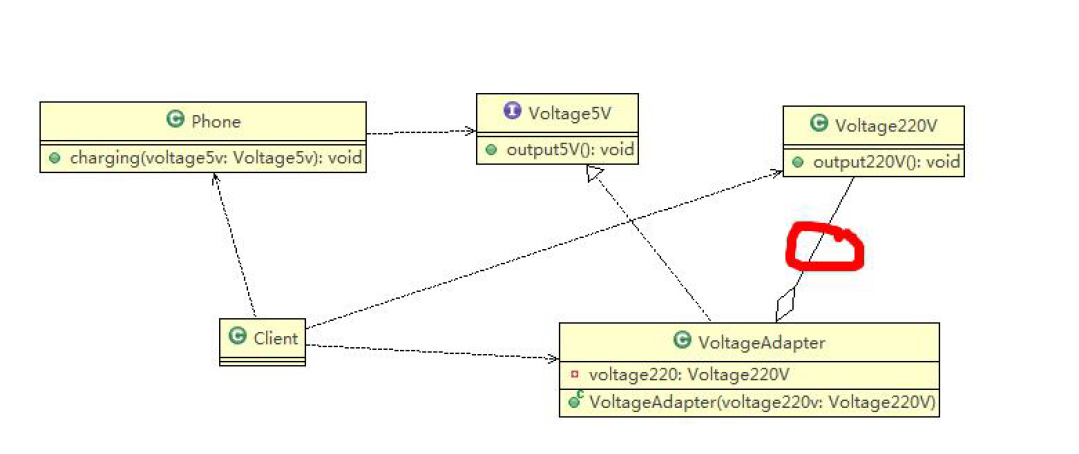 C Phone
charging(voltage5v: Voltage5v): void
I Voltage5V
output5V(): void
C Voltage220V
output220V(): void
C Client
C VoltageAdapter
voltage220: Voltage220V
C VoltageAdapter(voltage220v: Voltage220V)